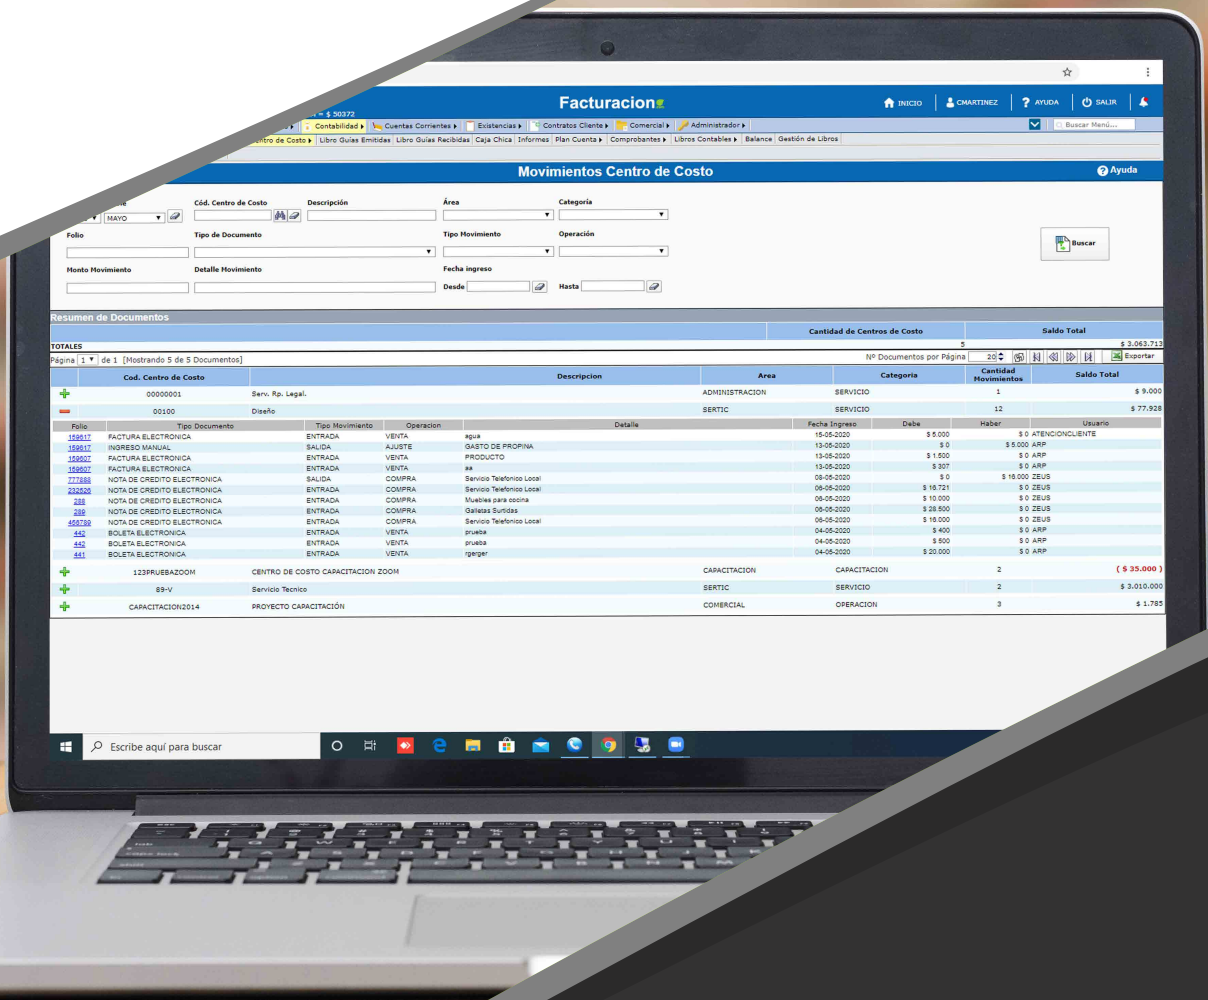 = $ 50372
Facturacion
INICIO
CMARTINEZ
? AYUDA
SALIR
Contabilidad
Cuentas Corrientes
Existencias
Contratos Cliente
Comercial
Administrador
Buscar Menú...
entro de Costo Libro Guías Emitidas Libro Guías Recibidas Caja Chica Informes Plan Cuenta Comprobantes Libros Contables Balance Gestión de Libros
Movimientos Centro de Costo
? Ayuda
Cód. Centro de Costo Descripción Área Categoría
MAYO
Folio Tipo de Documento Tipo Movimiento Operación
Buscar
Monto Movimiento Detalle Movimiento Fecha ingreso
Desde Hasta
Resumen de Documentos
Cantidad de Centros de Costo Saldo Total
TOTALES 5 $ 3.063.713
Página 1 de 1 [Mostrando 5 de 5 Documentos] Nº Documentos por Página 20 Exportar
Cod. Centro de Costo Descripcion Area Categoria Cantidad Movimientos Saldo Total
00000001 Serv. Rp. Legal. ADMINISTRACION SERVICIO 1 $ 9.000
00100 Diseño SERTIC SERVICIO 12 $ 77.928
Folio Tipo Documento Tipo Movimiento Operacion Detalle Fecha Ingreso Debe Haber Usuario
159617 FACTURA ELECTRONICA ENTRADA VENTA agua 15-05-2020 $ 5.000 $ 0 ATENCIONCLIENTE
159617 INGRESO MANUAL SALIDA AJUSTE GASTO DE PROPINA 13-05-2020 $ 0 $ 5.000 ARP
159607 FACTURA ELECTRONICA ENTRADA VENTA PRODUCTO 13-05-2020 $ 1.500 $ 0 ARP
159607 FACTURA ELECTRONICA ENTRADA VENTA aa 13-05-2020 $ 307 $ 0 ARP
777888 NOTA DE CREDITO ELECTRONICA SALIDA COMPRA Servicio Telefonico Local 08-05-2020 $ 0 $ 16.000 ZEUS
232526 NOTA DE CREDITO ELECTRONICA ENTRADA COMPRA Servicio Telefonico Local 06-05-2020 $ 16.721 $ 0 ZEUS
288 NOTA DE CREDITO ELECTRONICA ENTRADA COMPRA Muebles para cocina 06-05-2020 $ 10.000 $ 0 ZEUS
289 NOTA DE CREDITO ELECTRONICA ENTRADA COMPRA Galletas Surtidas 06-05-2020 $ 28.500 $ 0 ZEUS
456789 NOTA DE CREDITO ELECTRONICA ENTRADA COMPRA Servicio Telefonico Local 06-05-2020 $ 16.000 $ 0 ZEUS
442 BOLETA ELECTRONICA ENTRADA VENTA prueba 04-05-2020 $ 400 $ 0 ARP
442 BOLETA ELECTRONICA ENTRADA VENTA prueba 04-05-2020 $ 500 $ 0 ARP
441 BOLETA ELECTRONICA ENTRADA VENTA rgerger 04-05-2020 $ 20.000 $ 0 ARP
123PRUEBAZOOM CENTRO DE COSTO CAPACITACION ZOOM CAPACITACION CAPACITACION 2 ( $ 35.000 )
89-V Servicio Tecnico SERTIC SERVICIO 2 $ 3.010.000
CAPACITACION2014 PROYECTO CAPACITACIÓN COMERCIAL OPERACION 3 $ 1.785
Escribe aquí para buscar